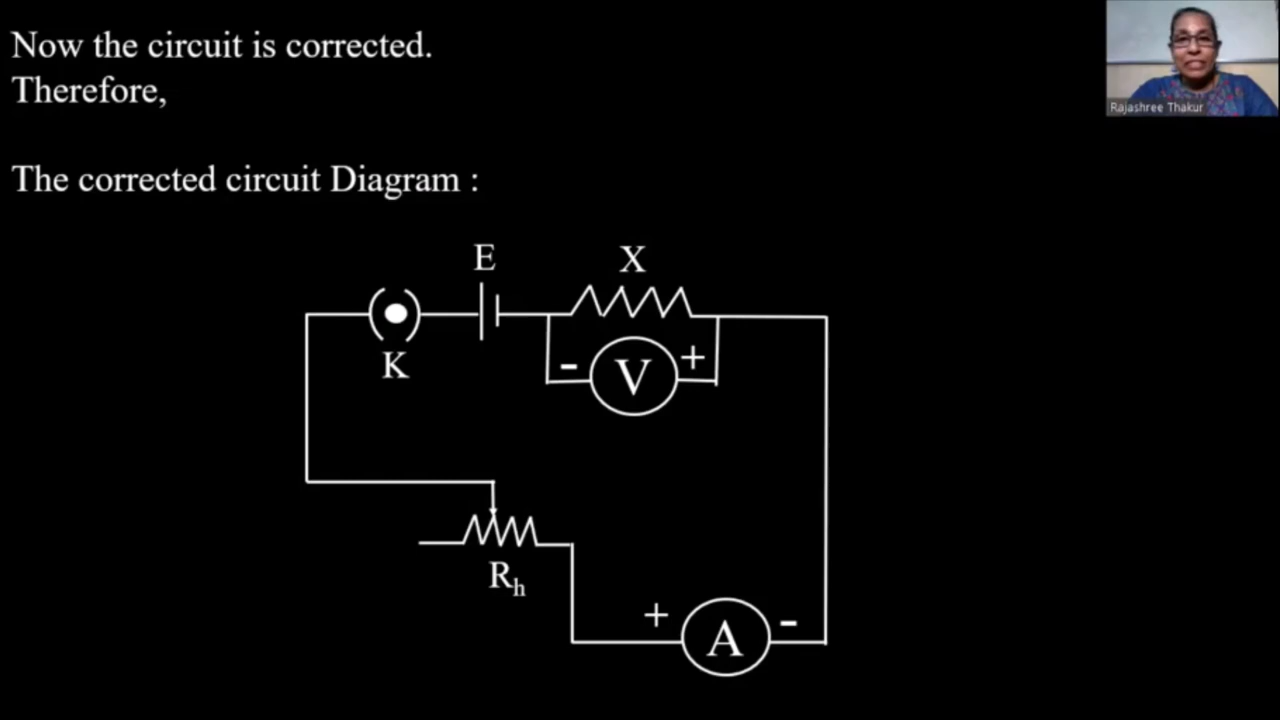 Now the circuit is corrected.
Therefore,
Rajashree Thakur
The corrected circuit Diagram :
E
X
K
- V +
Rh
+ A -